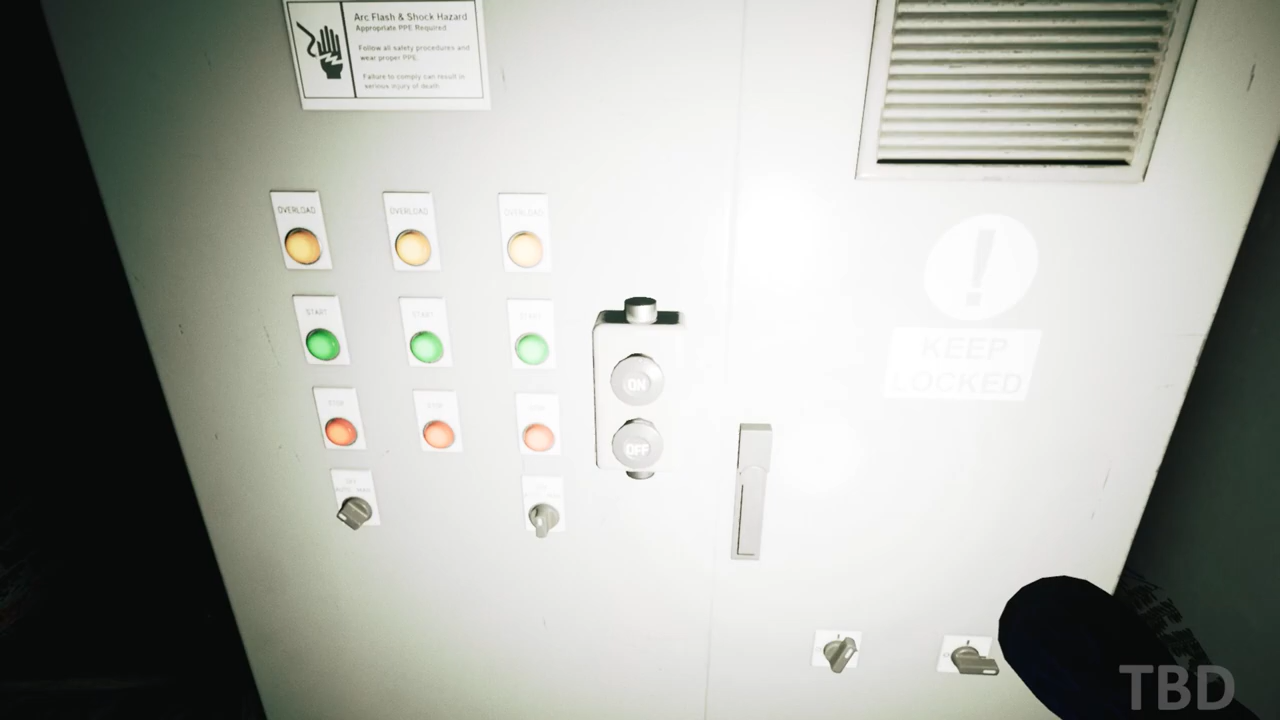 Arc Flash & Shock Hazard
Appropriate PPE Required
Follow all safety procedures and
wear proper PPE.
Failure to comply can result in
serious injury of death.
OVERLOAD OVERLOAD OVERLOAD
START START START
STOP STOP STOP
ON
OFF
KEEP
LOCKED
TBD